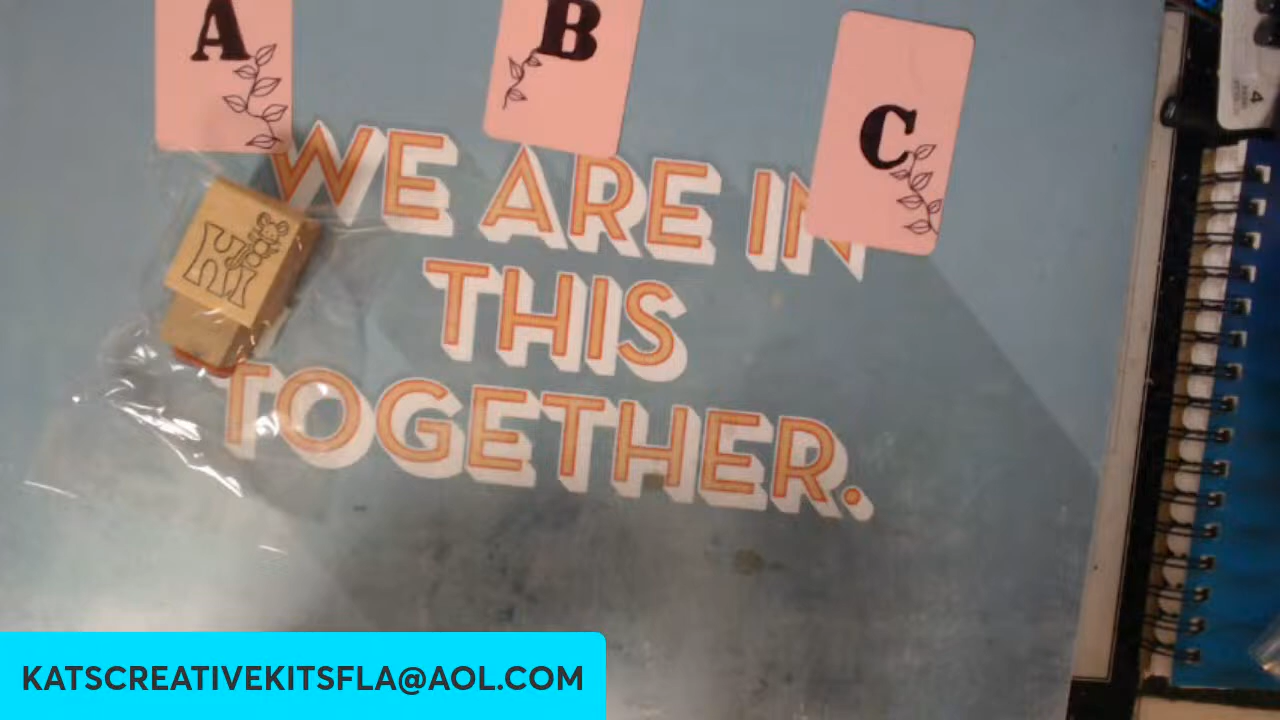 A
B
C
WE ARE IN
THIS
TOGETHER.
H
KATSCREATIVEKITSFLA@AOL.COM